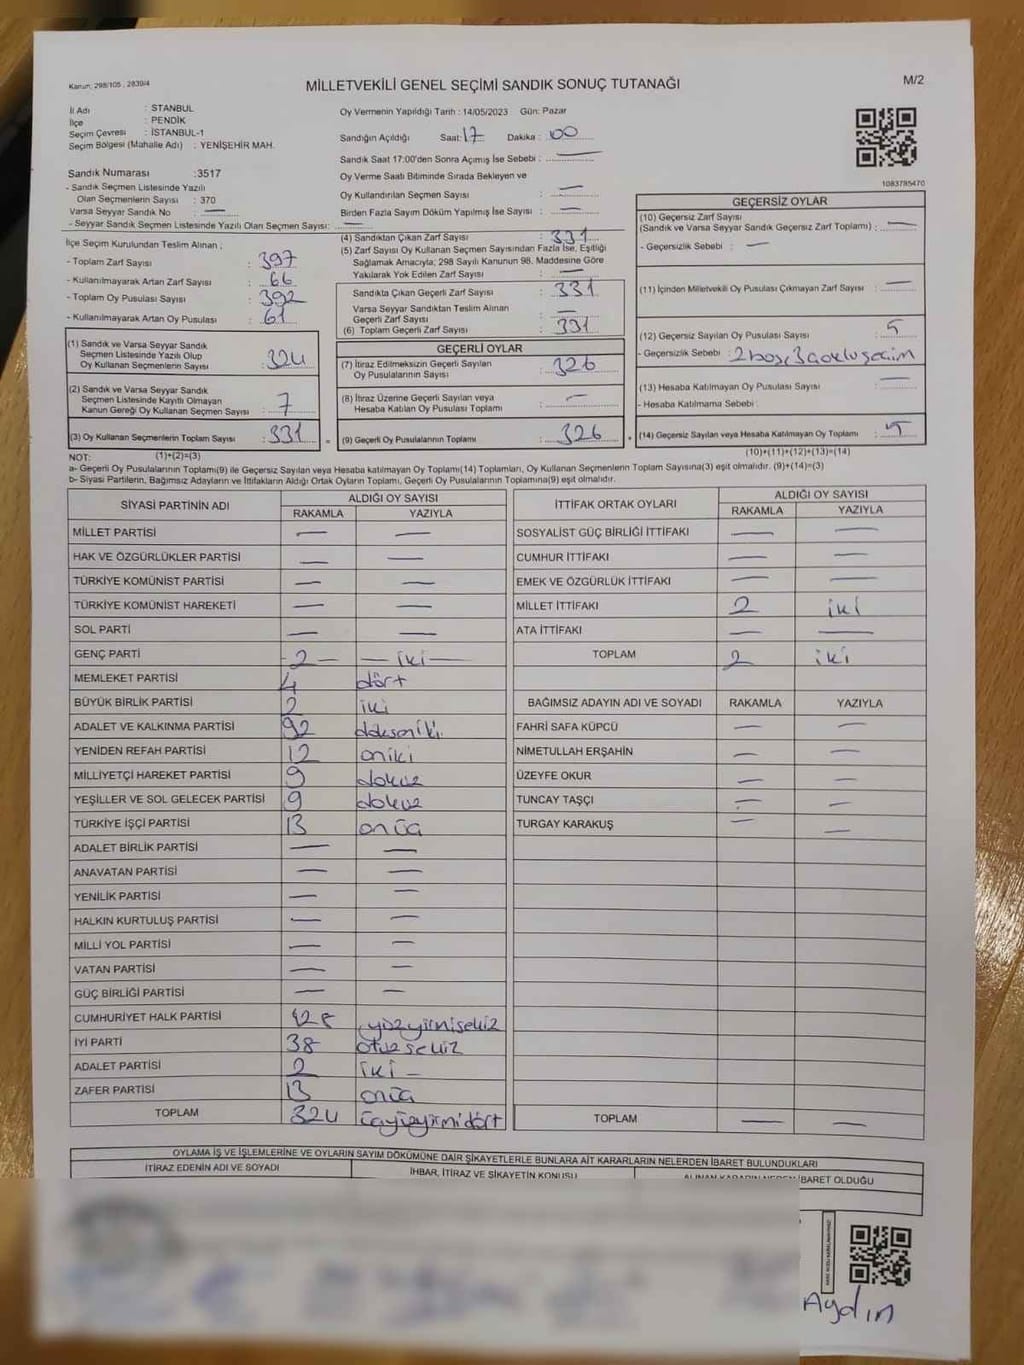 Kanun: 298/105, 2839/4
MİLLETVEKİLİ GENEL SEÇİMİ SANDIK SONUÇ TUTANAĞI
M/2
İl Adı : STANBUL
İlçe : PENDİK
Seçim Çevresi : İSTANBUL-1
Seçim Bölgesi (Mahalle Adı) : YENİŞEHİR MAH.
Oy Vermenin Yapıldığı Tarih : 14/05/2023 Gün: Pazar
Sandığın Açıldığı Saat: 17 Dakika : 00
Sandık Saat 17:00'den Sonra Açılmış İse Sebebi : —
Oy Verme Saati Bitiminde Sırada Bekleyen ve
Oy Kullandırılan Seçmen Sayısı : —
Birden Fazla Sayım Döküm Yapılmış İse Sayısı : —
1083785470
Sandık Numarası :3517
- Sandık Seçmen Listesinde Yazılı
Olan Seçmenlerin Sayısı : 370
Varsa Seyyar Sandık No : —
- Seyyar Sandık Seçmen Listesinde Yazılı Olan Seçmen Sayısı: —
İlçe Seçim Kurulundan Teslim Alınan ;
- Toplam Zarf Sayısı : 397
- Kullanılmayarak Artan Zarf Sayısı : 66
- Toplam Oy Pusulası Sayısı : 392
- Kullanılmayarak Artan Oy Pusulası : 61
(1) Sandık ve Varsa Seyyar Sandık
Seçmen Listesinde Yazılı Olup
Oy Kullanan Seçmenlerin Sayısı : 324
(2) Sandık ve Varsa Seyyar Sandık
Seçmen Listesinde Kayıtlı Olmayan
Kanun Gereği Oy Kullanan Seçmen Sayısı : 7
(3) Oy Kullanan Seçmenlerin Toplam Sayısı : 331
(4) Sandıktan Çıkan Zarf Sayısı : 331
(5) Zarf Sayısı Oy Kullanan Seçmen Sayısından Fazla İse, Eşitliği
Sağlamak Amacıyla; 298 Sayılı Kanunun 98. Maddesine Göre
Yakılarak Yok Edilen Zarf Sayısı : —
Sandıkta Çıkan Geçerli Zarf Sayısı : 331
Varsa Seyyar Sandıktan Teslim Alınan
Geçerli Zarf Sayısı : —
(6) Toplam Geçerli Zarf Sayısı : 331
GEÇERLİ OYLAR
(7) İtiraz Edilmeksizin Geçerli Sayılan
Oy Pusulalarının Sayısı : 326
(8) İtiraz Üzerine Geçerli Sayılan veya
Hesaba Katılan Oy Pusulası Toplamı : —
= (9) Geçerli Oy Pusulalarının Toplamı : 326
GEÇERSİZ OYLAR
(10) Geçersiz Zarf Sayısı
(Sandık ve Varsa Seyyar Sandık Geçersiz Zarf Toplamı) : —
- Geçersizlik Sebebi : —
(11) İçinden Milletvekili Oy Pusulası Çıkmayan Zarf Sayısı : —
(12) Geçersiz Sayılan Oy Pusulası Sayısı : 5
- Geçersizlik Sebebi : 2 boş, 3 çoklu seçim
(13) Hesaba Katılmayan Oy Pusulası Sayısı : —
- Hesaba Katılmama Sebebi :
+ (14) Geçersiz Sayılan veya Hesaba Katılmayan Oy Toplamı : 5
NOT: (1)+(2)=(3)
(10)+(11)+(12)+(13)=(14)
a- Geçerli Oy Pusulalarının Toplamı(9) ile Geçersiz Sayılan veya Hesaba katılmayan Oy Toplamı(14) Toplamları, Oy Kullanan Seçmenlerin Toplam Sayısına(3) eşit olmalıdır. (9)+(14)=(3)
b- Siyasi Partilerin, Bağımsız Adayların ve İttifakların Aldığı Ortak Oyların Toplamı, Geçerli Oy Pusulalarının Toplamına(9) eşit olmalıdır.
SİYASİ PARTİNİN ADI ALDIĞI OY SAYISI
RAKAMLA YAZIYLA
MİLLET PARTİSİ — —
HAK VE ÖZGÜRLÜKLER PARTİSİ — —
TÜRKİYE KOMÜNİST PARTİSİ — —
TÜRKİYE KOMÜNİST HAREKETİ — —
SOL PARTİ — —
GENÇ PARTİ -2— —iki—
MEMLEKET PARTİSİ 4 dört
BÜYÜK BİRLİK PARTİSİ 2 iki
ADALET VE KALKINMA PARTİSİ 92 doksaniki
YENİDEN REFAH PARTİSİ 12 oniki
MİLLİYETÇİ HAREKET PARTİSİ 9 dokuz
YEŞİLLER VE SOL GELECEK PARTİSİ 9 dokuz
TÜRKİYE İŞÇİ PARTİSİ 13 onüç
ADALET BİRLİK PARTİSİ — —
ANAVATAN PARTİSİ — —
YENİLİK PARTİSİ — —
HALKIN KURTULUŞ PARTİSİ — —
MİLLİ YOL PARTİSİ — —
VATAN PARTİSİ — —
GÜÇ BİRLİĞİ PARTİSİ — —
CUMHURİYET HALK PARTİSİ 128 yüzyirmisekiz
İYİ PARTİ 38 otuzsekiz
ADALET PARTİSİ 2 iki —
ZAFER PARTİSİ 13 onüç
TOPLAM 324 üçyüzyirmidört
İTTİFAK ORTAK OYLARI ALDIĞI OY SAYISI
RAKAMLA YAZIYLA
SOSYALİST GÜÇ BİRLİĞİ İTTİFAKI — —
CUMHUR İTTİFAKI — —
EMEK VE ÖZGÜRLÜK İTTİFAKI — —
MİLLET İTTİFAKI 2 iki
ATA İTTİFAKI — —
TOPLAM 2 iki
BAĞIMSIZ ADAYIN ADI VE SOYADI RAKAMLA YAZIYLA
FAHRİ SAFA KÜPCÜ — —
NİMETULLAH ERŞAHİN — —
ÜZEYFE OKUR — —
TUNCAY TAŞÇI — —
TURGAY KARAKUŞ — —
TOPLAM — —
OYLAMA İŞ VE İŞLEMLERİNE VE OYLARIN SAYIM DÖKÜMÜNE DAİR ŞİKAYETLERLE BUNLARA AİT KARARLARIN NELERDEN İBARET BULUNDUKLARI
İTİRAZ EDENİN ADI VE SOYADI İHBAR, İTİRAZ VE ŞİKAYETİN KONUSU ALINAN KARARIN NEDEN İBARET OLDUĞU
Aydın